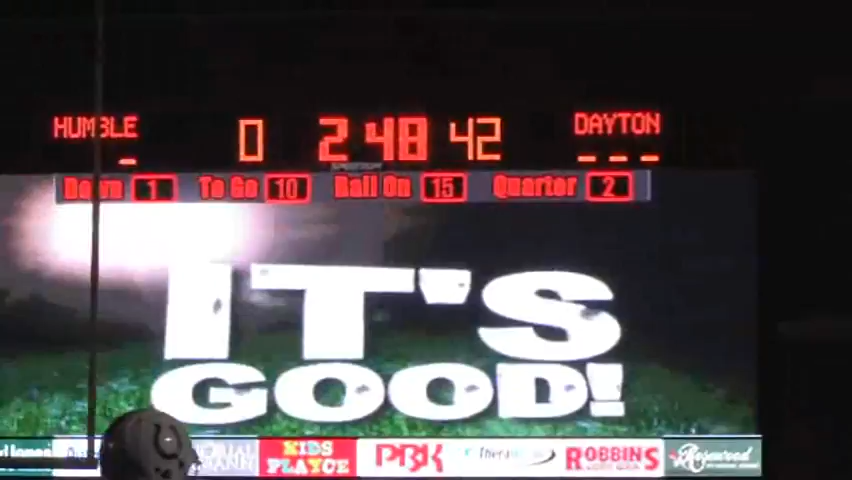 HUMBLE 0 2 48 42 DAYTON
Down 1 To Go 10 Ball On 15 Quarter 2
IT'S
GOOD!
KIDS PLAYCE PBK ROBBINS Rosewood